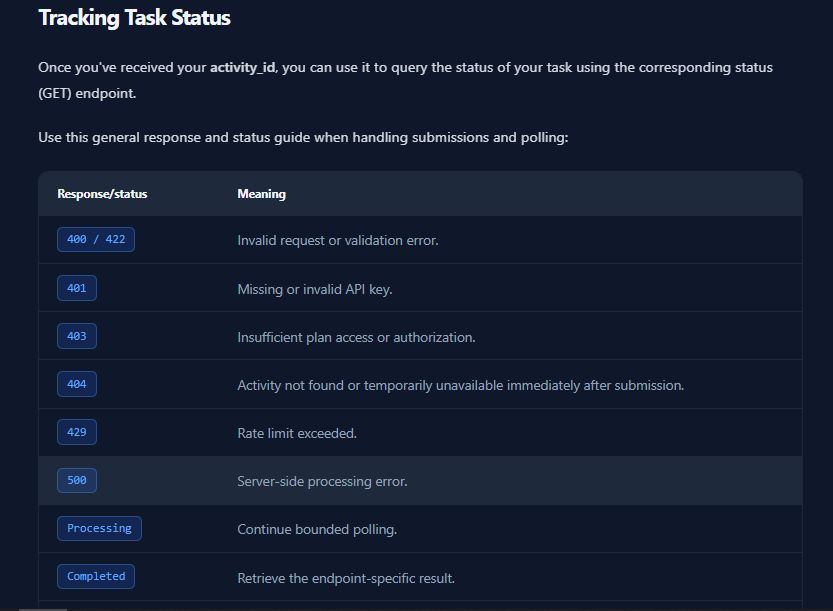 Tracking Task Status
Once you've received your activity_id, you can use it to query the status of your task using the corresponding status
(GET) endpoint.
Use this general response and status guide when handling submissions and polling:
Response/status Meaning
400 / 422 Invalid request or validation error.
401 Missing or invalid API key.
403 Insufficient plan access or authorization.
404 Activity not found or temporarily unavailable immediately after submission.
429 Rate limit exceeded.
500 Server-side processing error.
Processing Continue bounded polling.
Completed Retrieve the endpoint-specific result.